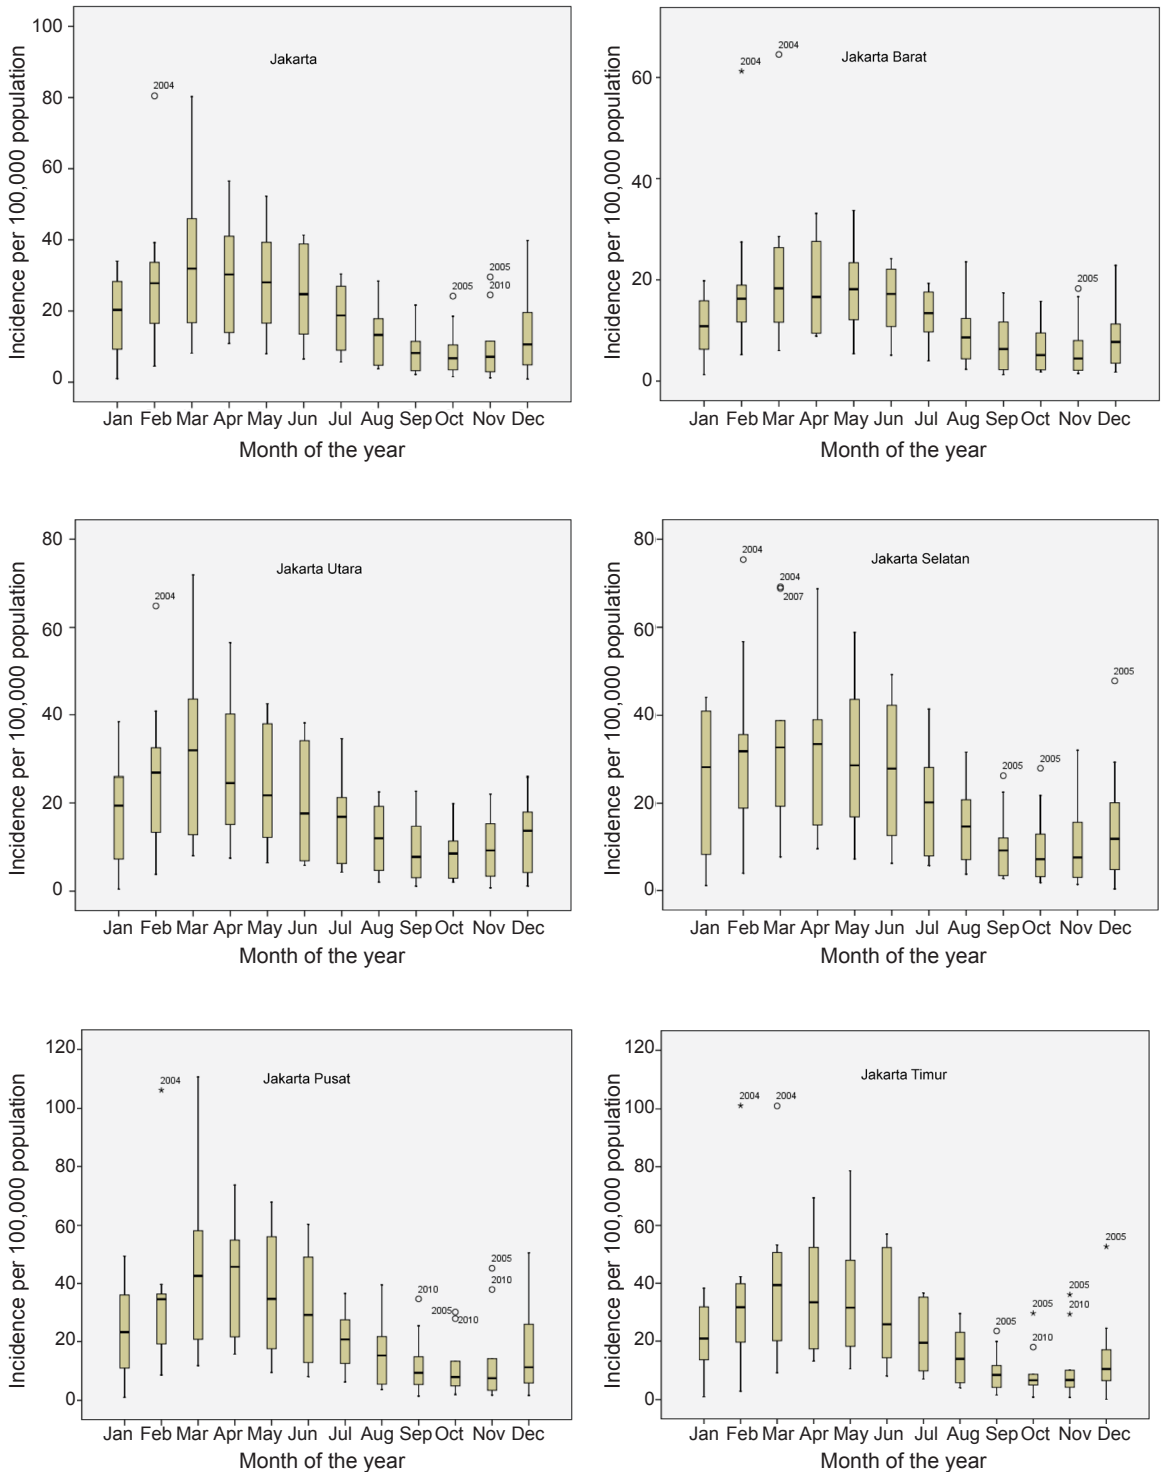 Incidence per 100,000 population
100
80
60
40
20
0
Jakarta
2004
2005
2005
2010
Jan Feb Mar Apr May Jun Jul Aug Sep Oct Nov Dec
Month of the year
Incidence per 100,000 population
60
40
20
0
Jakarta Barat
2004
2004
2005
Jan Feb Mar Apr May Jun Jul Aug Sep Oct Nov Dec
Month of the year
Incidence per 100,000 population
80
60
40
20
0
Jakarta Utara
2004
Jan Feb Mar Apr May Jun Jul Aug Sep Oct Nov Dec
Month of the year
Incidence per 100,000 population
80
60
40
20
0
Jakarta Selatan
2004
2004
2007
2005
2005
2005
Jan Feb Mar Apr May Jun Jul Aug Sep Oct Nov Dec
Month of the year
Incidence per 100,000 population
120
100
80
60
40
20
0
Jakarta Pusat
2004
2010
2005
2010
2005
2010
Jan Feb Mar Apr May Jun Jul Aug Sep Oct Nov Dec
Month of the year
Incidence per 100,000 population
120
100
80
60
40
20
0
Jakarta Timur
2004
2004
2005
2005
2010
2005
2010
2005
Jan Feb Mar Apr May Jun Jul Aug Sep Oct Nov Dec
Month of the year